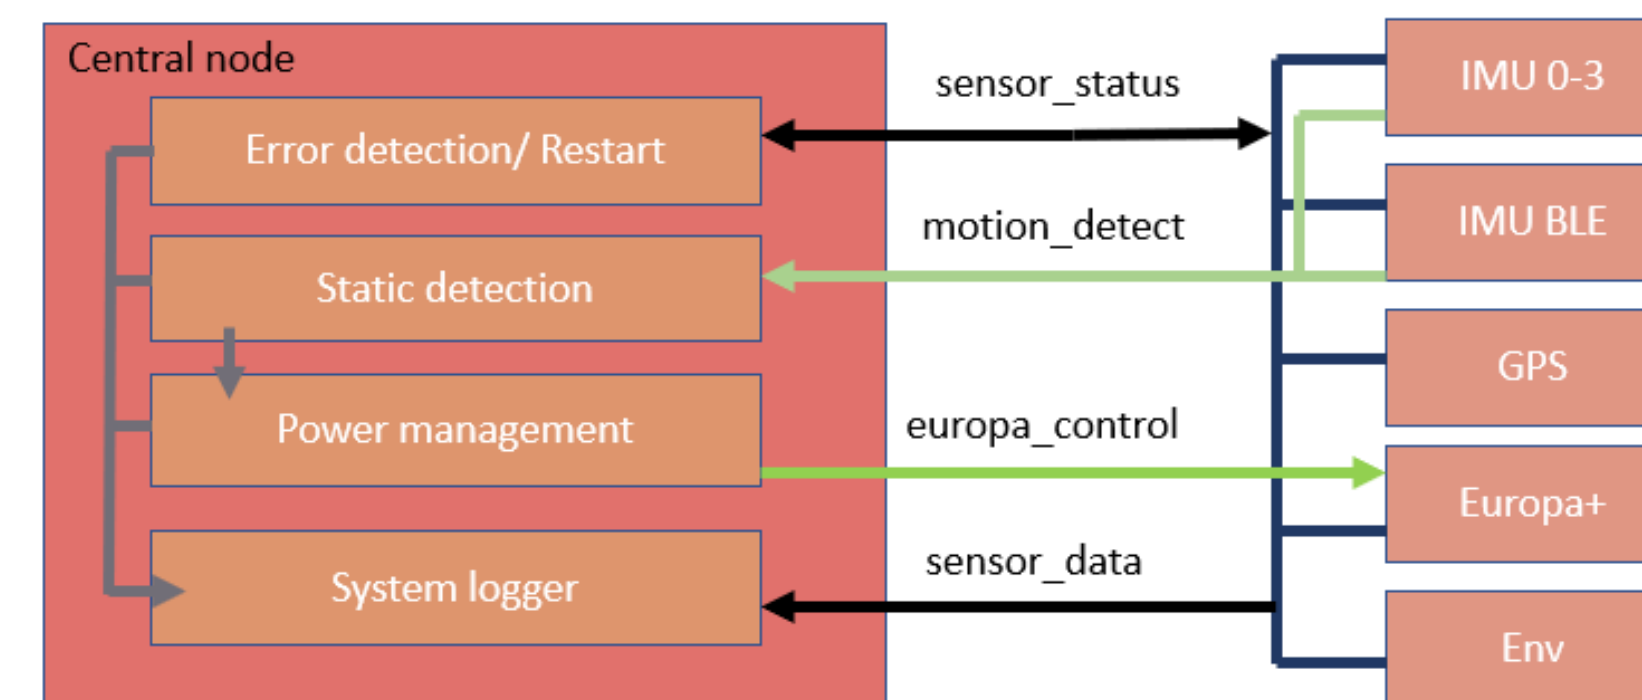 Central node
Error detection/ Restart
Static detection
Power management
System logger
sensor_status
motion_detect
europa_control
sensor_data
IMU 0-3
IMU BLE
GPS
Europa+
Env